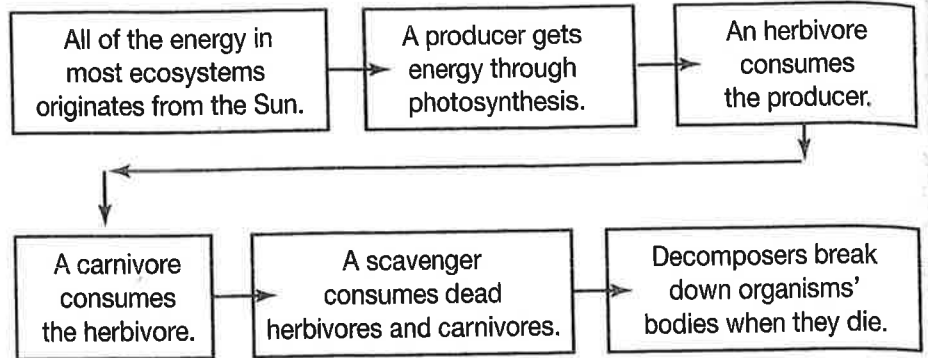 All of the energy in
most ecosystems
originates from the Sun.
A producer gets
energy through
photosynthesis.
An herbivore
consumes
the producer.
A carnivore
consumes
the herbivore.
A scavenger
consumes dead
herbivores and carnivores.
Decomposers break
down organisms'
bodies when they die.